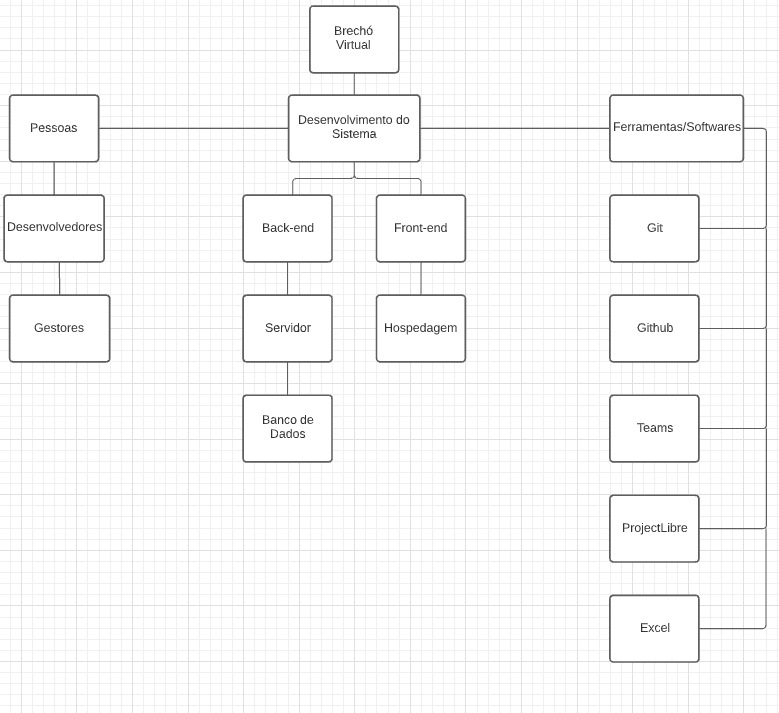 Brechó
Virtual
Pessoas
Desenvolvimento do
Sistema
Ferramentas/Softwares
Desenvolvedores
Back-end
Front-end
Git
Gestores
Servidor
Hospedagem
Github
Banco de
Dados
Teams
ProjectLibre
Excel